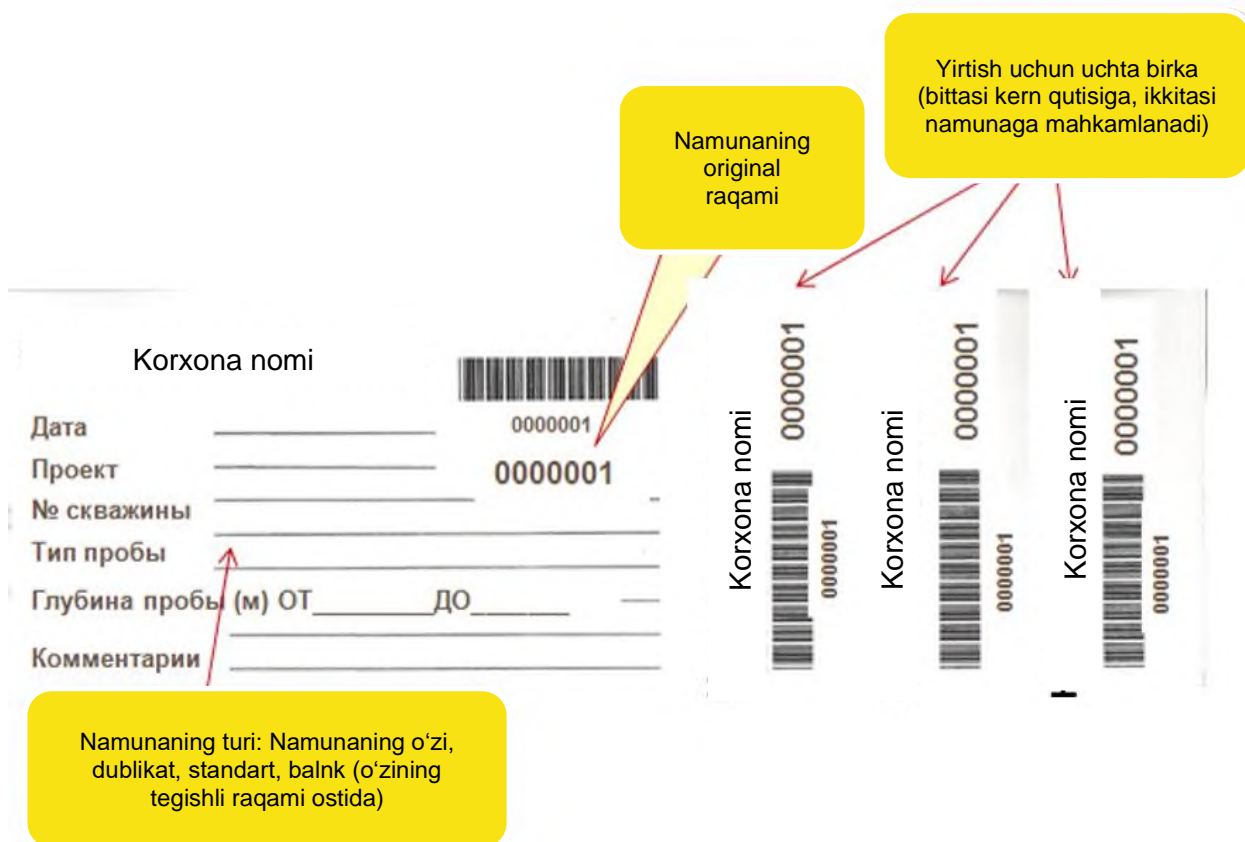 Yirtish uchun uchta birka
(bittasi kern qutisiga, ikkitasi
namunaga mahkamlanadi)
Namunaning
original
raqami
Korxona nomi
0000001
Дата
Проект
0000001
№ скважины
Тип пробы
Глубина пробы (м) ОТ________ДО______
Комментарии
Korxona nomi 0000001
0000001
Korxona nomi 0000001
0000001
Korxona nomi 0000001
0000001
Namunaning turi: Namunaning o‘zi,
dublikat, standart, balnk (o‘zining
tegishli raqami ostida)